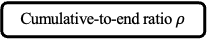 Cumulative-to-end ratio ρ